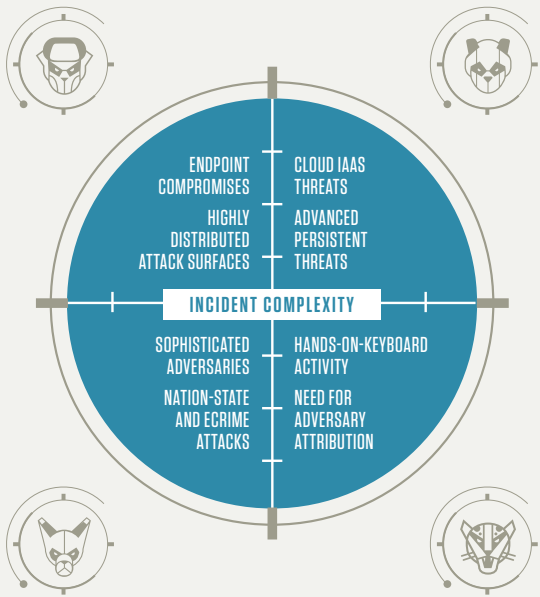 ENDPOINT
COMPROMISES
HIGHLY
DISTRIBUTED
ATTACK SURFACES
CLOUD IAAS
THREATS
ADVANCED
PERSISTENT
THREATS
INCIDENT COMPLEXITY
SOPHISTICATED
ADVERSARIES
NATION-STATE
AND ECRIME
ATTACKS
HANDS-ON-KEYBOARD
ACTIVITY
NEED FOR
ADVERSARY
ATTRIBUTION